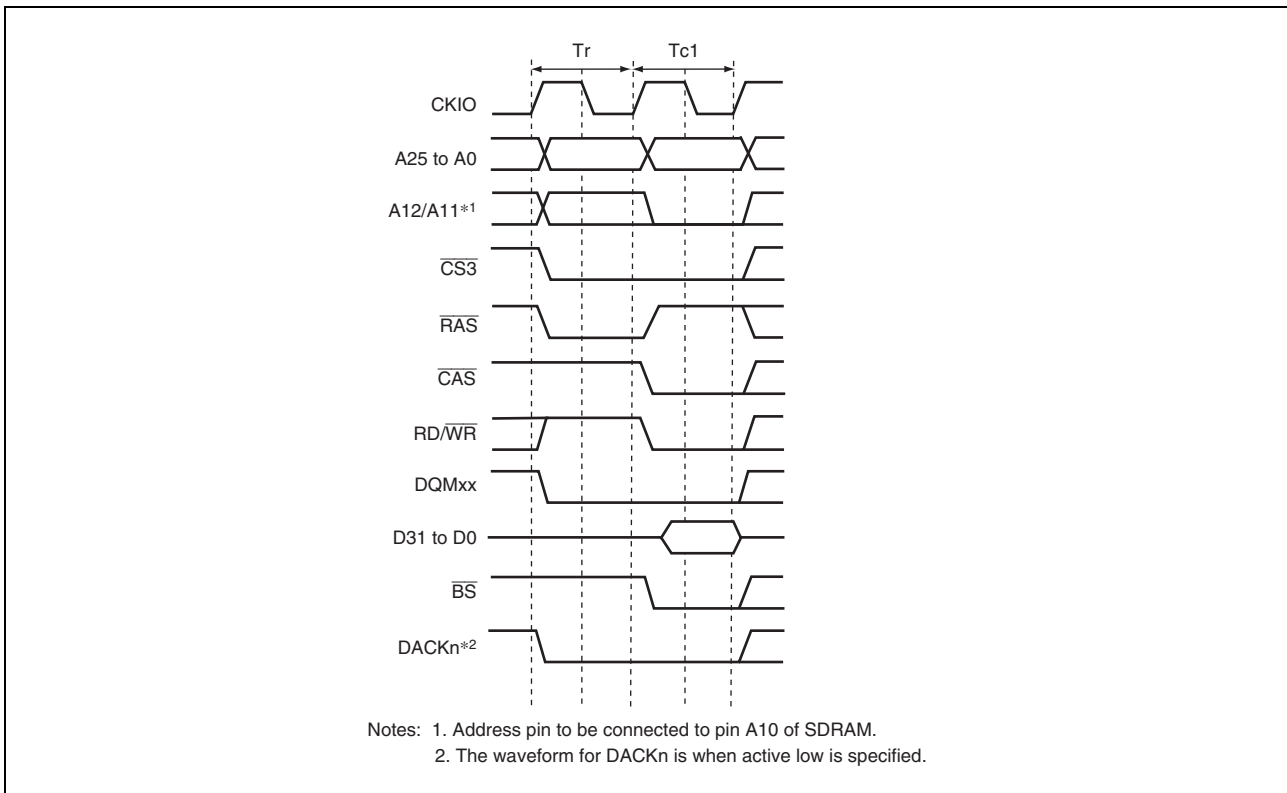 Tr Tc1
CKIO
A25 to A0
A12/A11*1
CS3
RAS
CAS
RD/WR
DQMxx
D31 to D0
BS
DACKn*2
Notes: 1. Address pin to be connected to pin A10 of SDRAM.
2. The waveform for DACKn is when active low is specified.